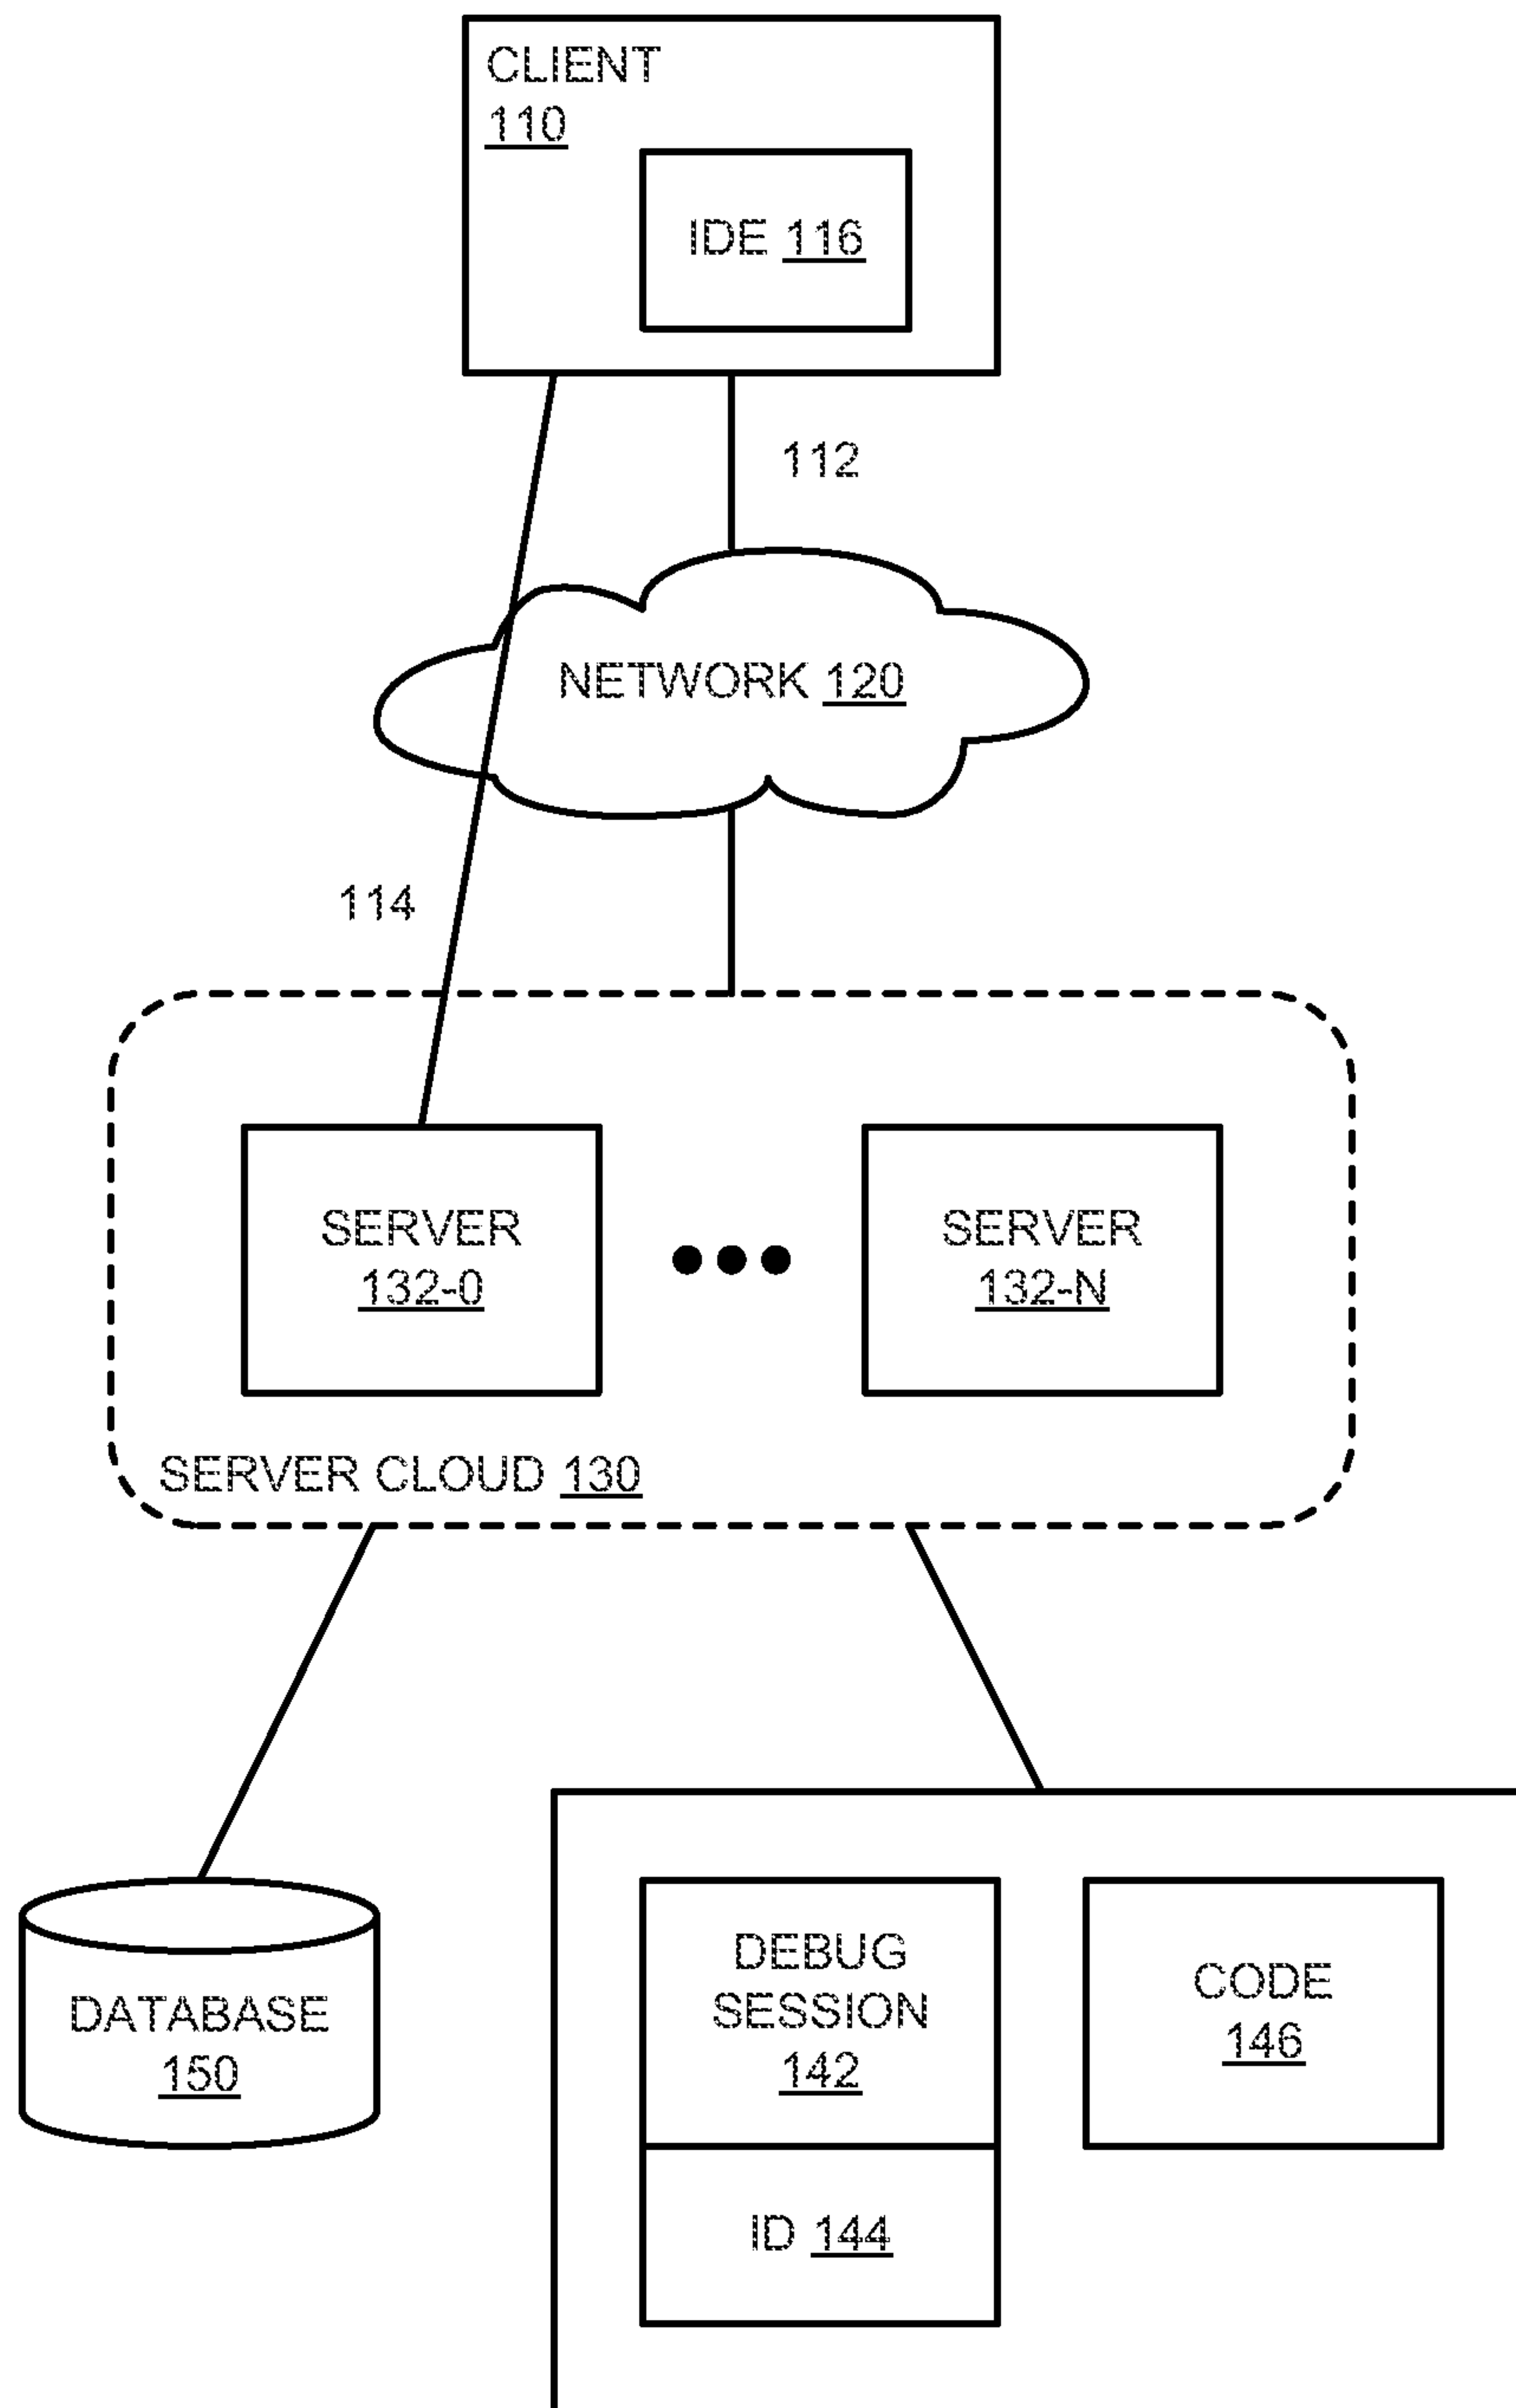 CLIENT
110
IDE 116
112
NETWORK 120
114
SERVER
132-0
SERVER
132-N
SERVER CLOUD 130
DATABASE
150
DEBUG
SESSION
142
ID 144
CODE
146